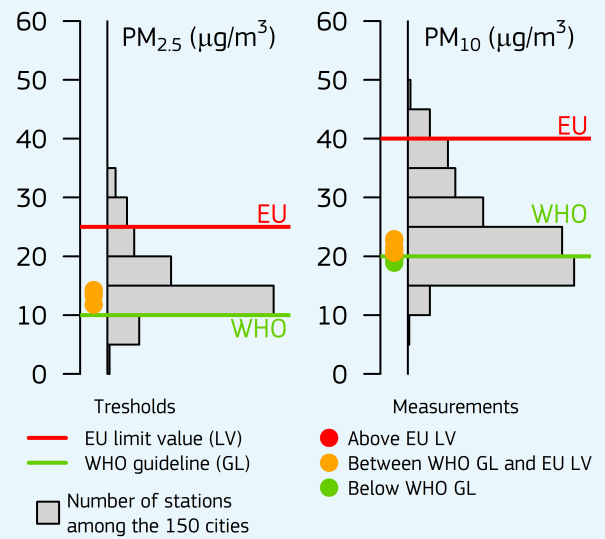 60
50
40
30
20
10
0
PM2.5 (µg/m³)
EU
WHO
60
50
40
30
20
10
0
PM10 (µg/m³)
EU
WHO
Tresholds
EU limit value (LV)
WHO guideline (GL)
Number of stations
among the 150 cities
Measurements
Above EU LV
Between WHO GL and EU LV
Below WHO GL